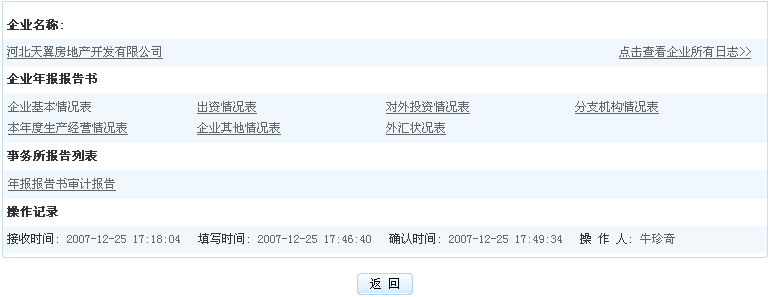 企业名称:
河北天翼房地产开发有限公司 点击查看企业所有日志>>
企业年报报告书
企业基本情况表 出资情况表 对外投资情况表 分支机构情况表
本年度生产经营情况表 企业其他情况表 外汇状况表
事务所报告列表
年报报告书审计报告
操作记录
接收时间: 2007-12-25 17:18:04 填写时间: 2007-12-25 17:46:40 确认时间: 2007-12-25 17:49:34 操 作 人: 牛珍奇
返 回